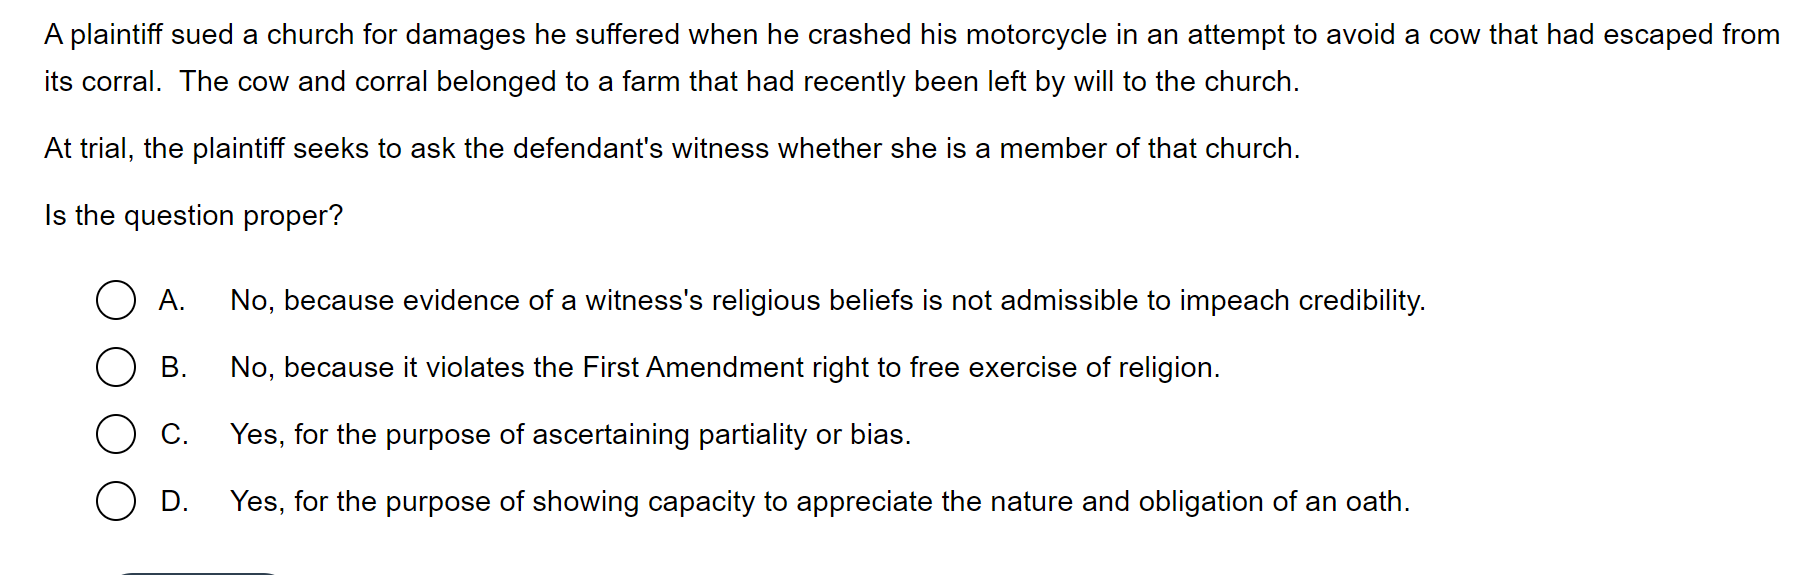 A plaintiff sued a church for damages he suffered when he crashed his motorcycle in an attempt to avoid a cow that had escaped from
its corral.  The cow and corral belonged to a farm that had recently been left by will to the church.
At trial, the plaintiff seeks to ask the defendant's witness whether she is a member of that church.
Is the question proper?
A. No, because evidence of a witness's religious beliefs is not admissible to impeach credibility.
B. No, because it violates the First Amendment right to free exercise of religion.
C. Yes, for the purpose of ascertaining partiality or bias.
D. Yes, for the purpose of showing capacity to appreciate the nature and obligation of an oath.